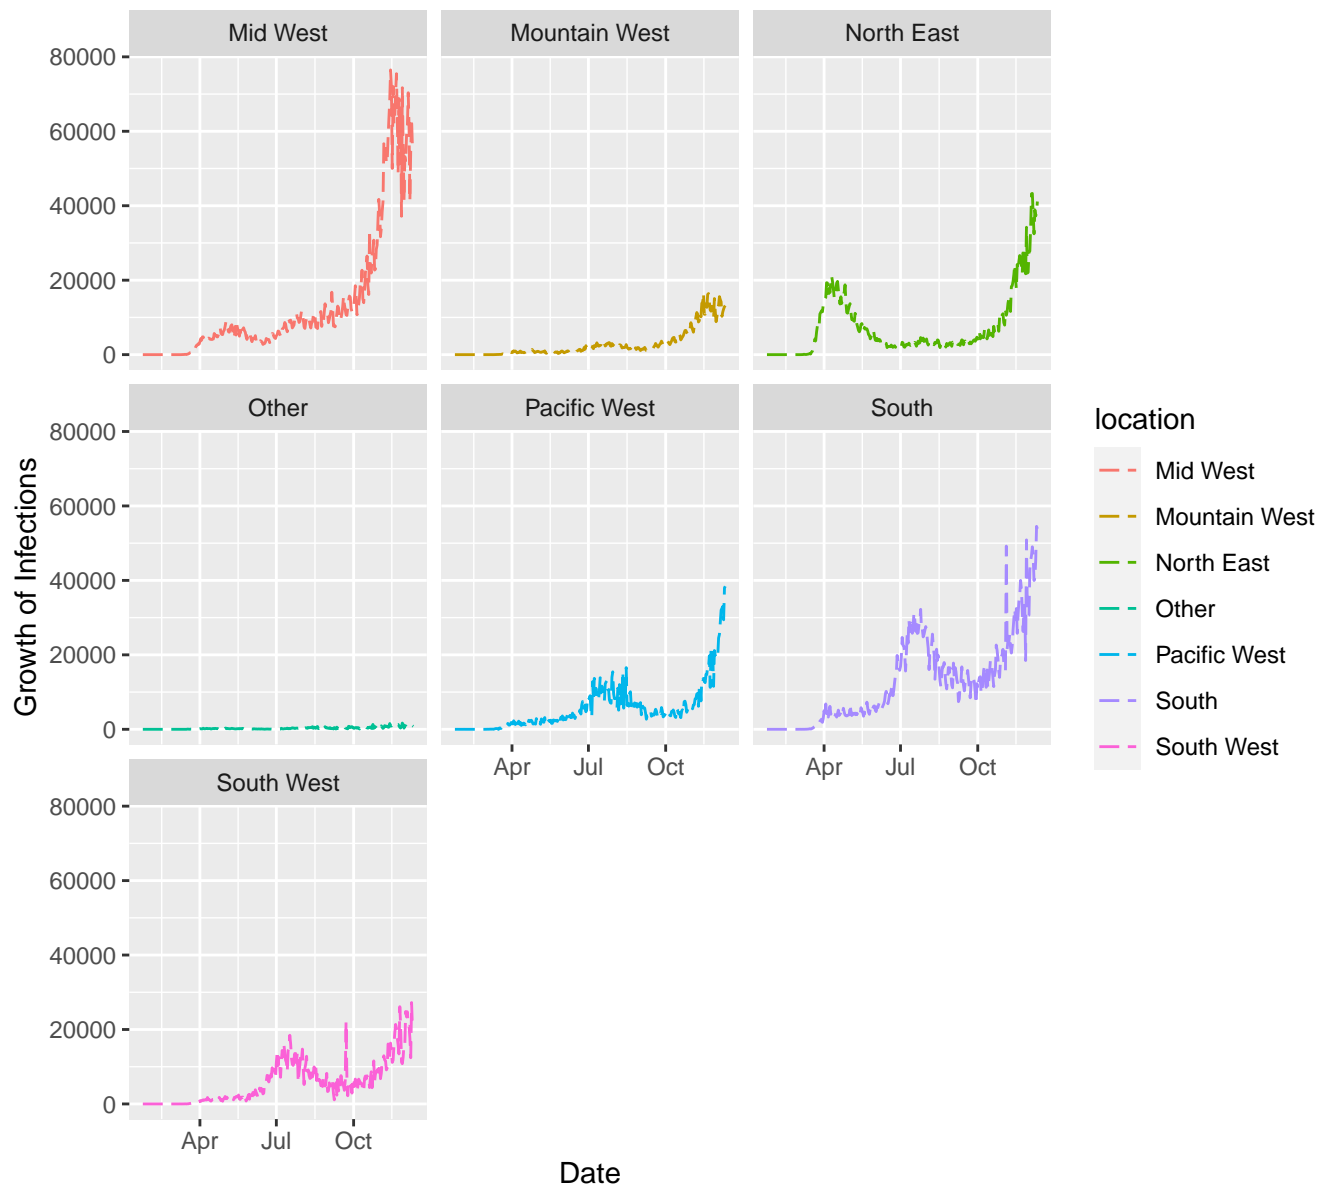 Mid West
Mountain West
North East
80000
60000
40000
20000
0
Other
Pacific West
South
80000
60000
40000
20000
0
Apr
Jul
Oct
Apr
Jul
Oct
South West
80000
60000
40000
20000
0
Apr
Jul
Oct
Growth of Infections
Date
location
Mid West
Mountain West
North East
Other
Pacific West
South
South West